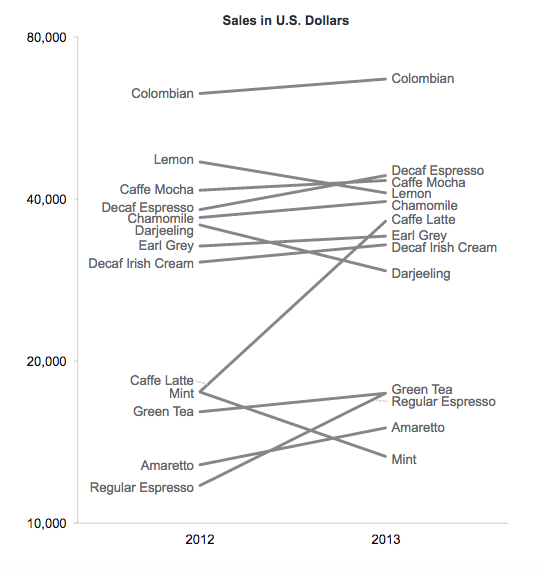 Sales in U.S. Dollars
80,000
Colombian
Colombian
Lemon
Decaf Espresso
Caffe Mocha
Caffe Mocha
Lemon
40,000
Decaf Espresso
Chamomile
Chamomile
Caffe Latte
Darjeeling
Earl Grey
Earl Grey
Decaf Irish Cream
Decaf Irish Cream
Darjeeling
20,000
Caffe Latte
Mint
Green Tea
Regular Espresso
Green Tea
Amaretto
Mint
Amaretto
Regular Espresso
10,000
2012
2013